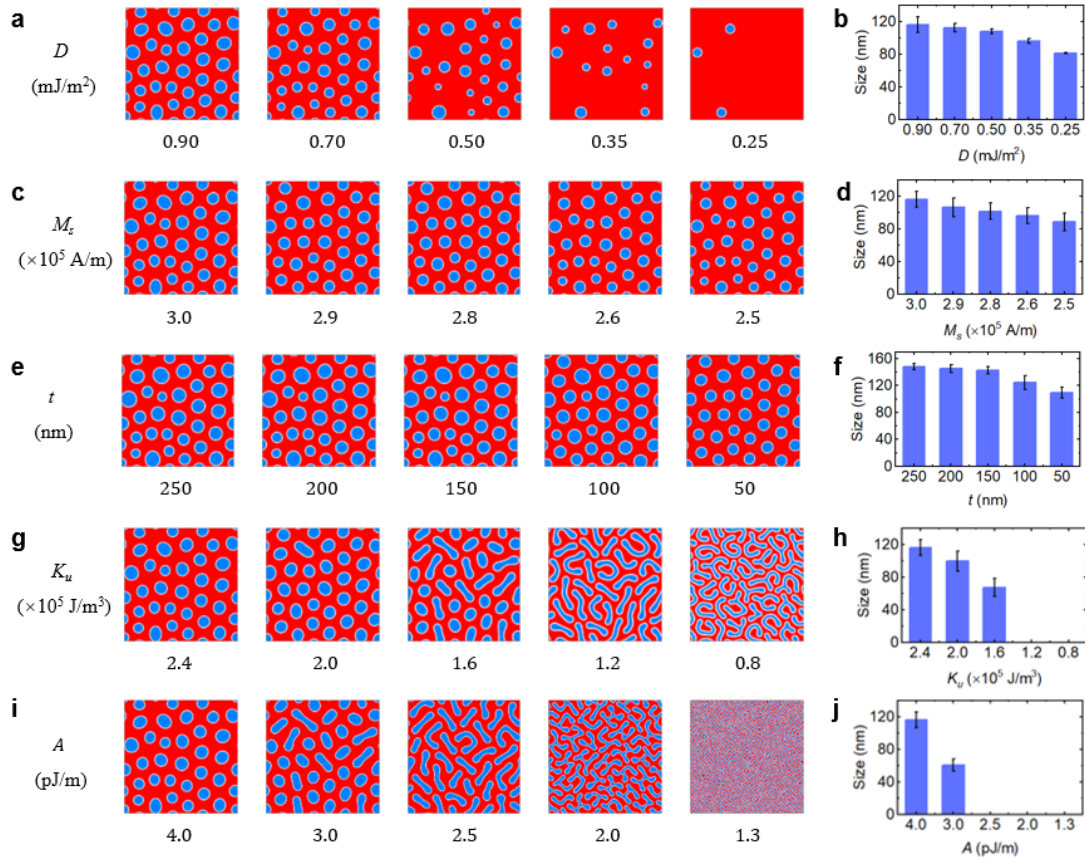 a
D
(mJ/m²)
0.90 0.70 0.50 0.35 0.25
b
Size (nm)
120
80
40
0
0.90 0.70 0.50 0.35 0.25
D (mJ/m²)
c
Mₛ
(×10⁵ A/m)
3.0 2.9 2.8 2.6 2.5
d
Size (nm)
120
80
40
0
3.0 2.9 2.8 2.6 2.5
Mₛ (×10⁵ A/m)
e
t
(nm)
250 200 150 100 50
f
Size (nm)
160
120
80
40
0
250 200 150 100 50
t (nm)
g
Kᵤ
(×10⁵ J/m³)
2.4 2.0 1.6 1.2 0.8
h
Size (nm)
120
80
40
0
2.4 2.0 1.6 1.2 0.8
Kᵤ (×10⁵ J/m³)
i
A
(pJ/m)
4.0 3.0 2.5 2.0 1.3
j
Size (nm)
120
80
40
0
4.0 3.0 2.5 2.0 1.3
A (pJ/m)